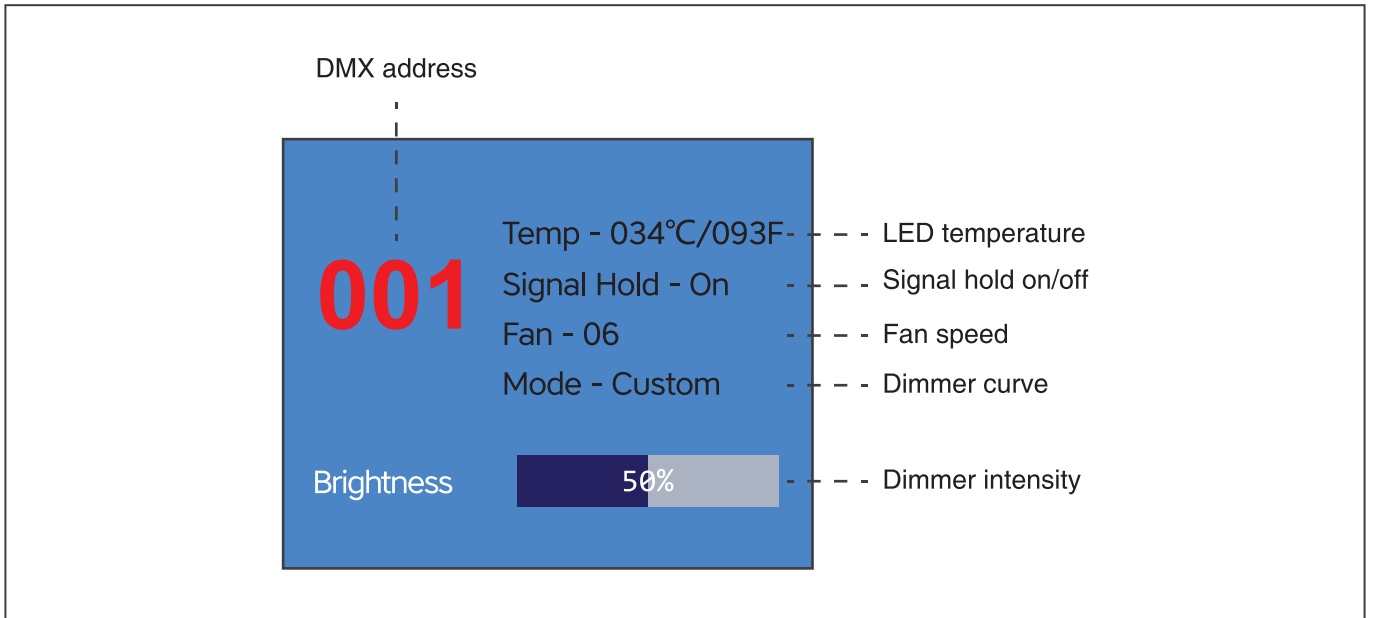 DMX address
001
Temp - 034°C/093F
LED temperature
Signal Hold - On
Signal hold on/off
Fan - 06
Fan speed
Mode - Custom
Dimmer curve
Brightness
50%
Dimmer intensity